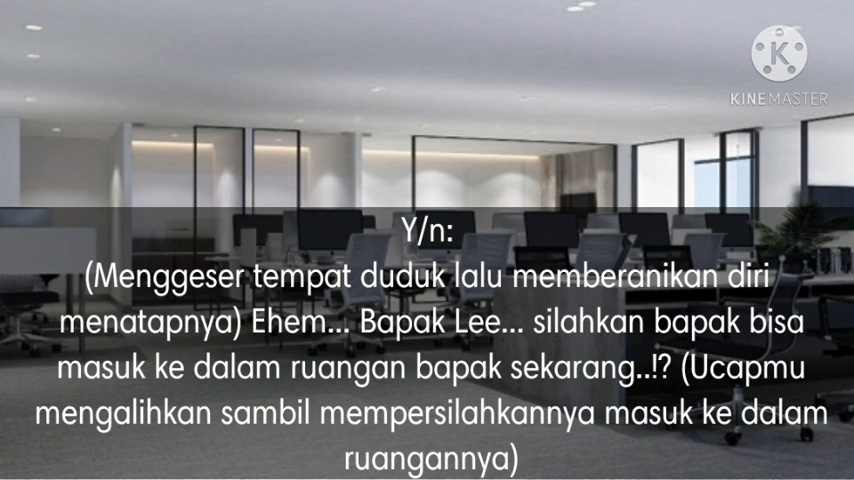 K
KINEMASTER
Y/n:
(Menggeser tempat duduk lalu memberanikan diri
menatapnya) Ehem... Bapak Lee... silahkan bapak bisa
masuk ke dalam ruangan bapak sekarang..!? (Ucapmu
mengalihkan sambil mempersilahkannya masuk ke dalam
ruangannya)